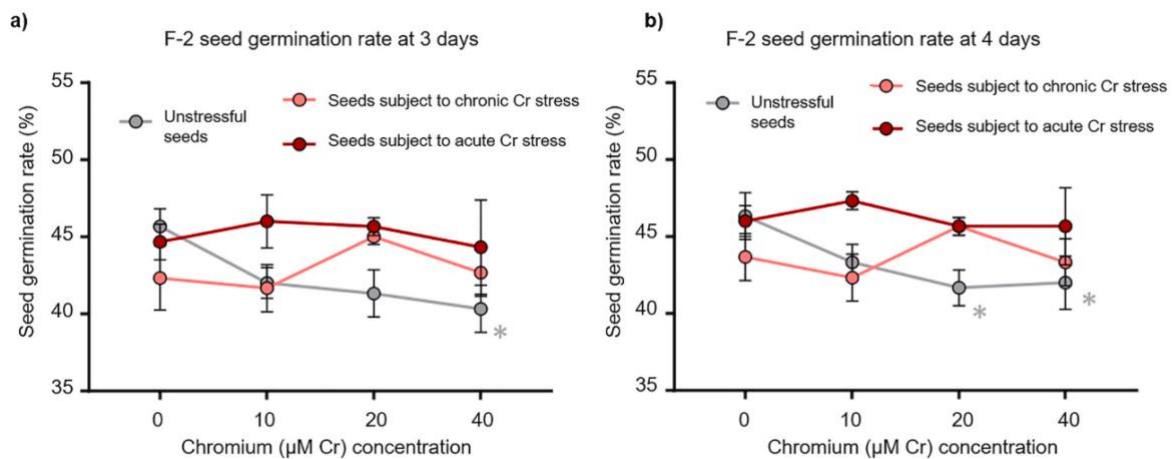 a)
F-2 seed germination rate at 3 days
Unstressful
seeds
Seeds subject to chronic Cr stress
Seeds subject to acute Cr stress
Seed germination rate (%)
55
50
45
40
35
*
0 10 20 40
Chromium (µM Cr) concentration
b)
F-2 seed germination rate at 4 days
Unstressful
seeds
Seeds subject to chronic Cr stress
Seeds subject to acute Cr stress
Seed germination rate (%)
55
50
45
40
35
* *
0 10 20 40
Chromium (µM Cr) concentration